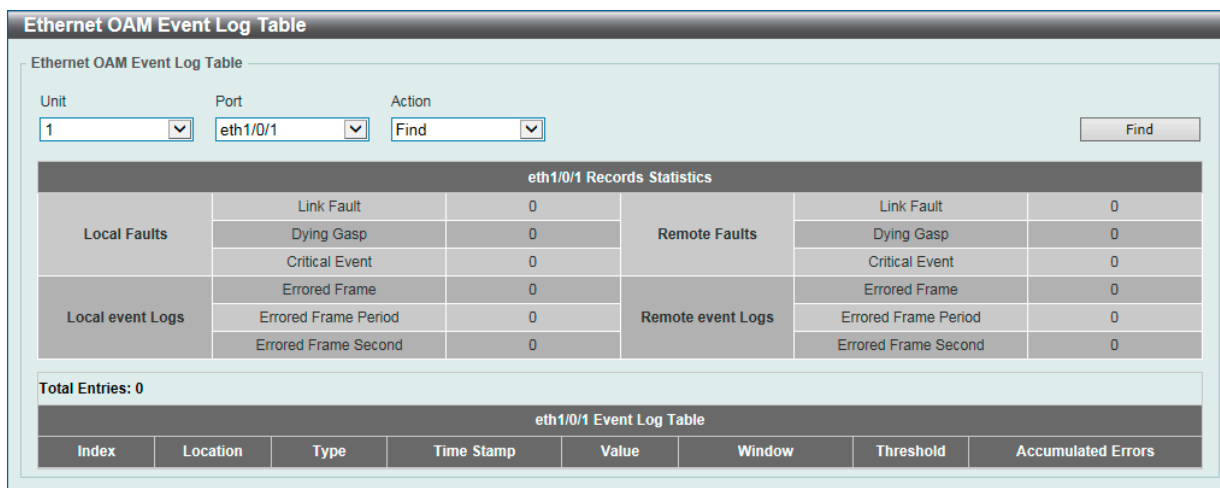 Ethernet OAM Event Log Table
Ethernet OAM Event Log Table
Unit Port Action
1 eth1/0/1 Find Find
eth1/0/1 Records Statistics
Local Faults Link Fault 0 Remote Faults Link Fault 0
Dying Gasp 0 Dying Gasp 0
Critical Event 0 Critical Event 0
Local event Logs Errored Frame 0 Remote event Logs Errored Frame 0
Errored Frame Period 0 Errored Frame Period 0
Errored Frame Second 0 Errored Frame Second 0
Total Entries: 0
eth1/0/1 Event Log Table
Index Location Type Time Stamp Value Window Threshold Accumulated Errors